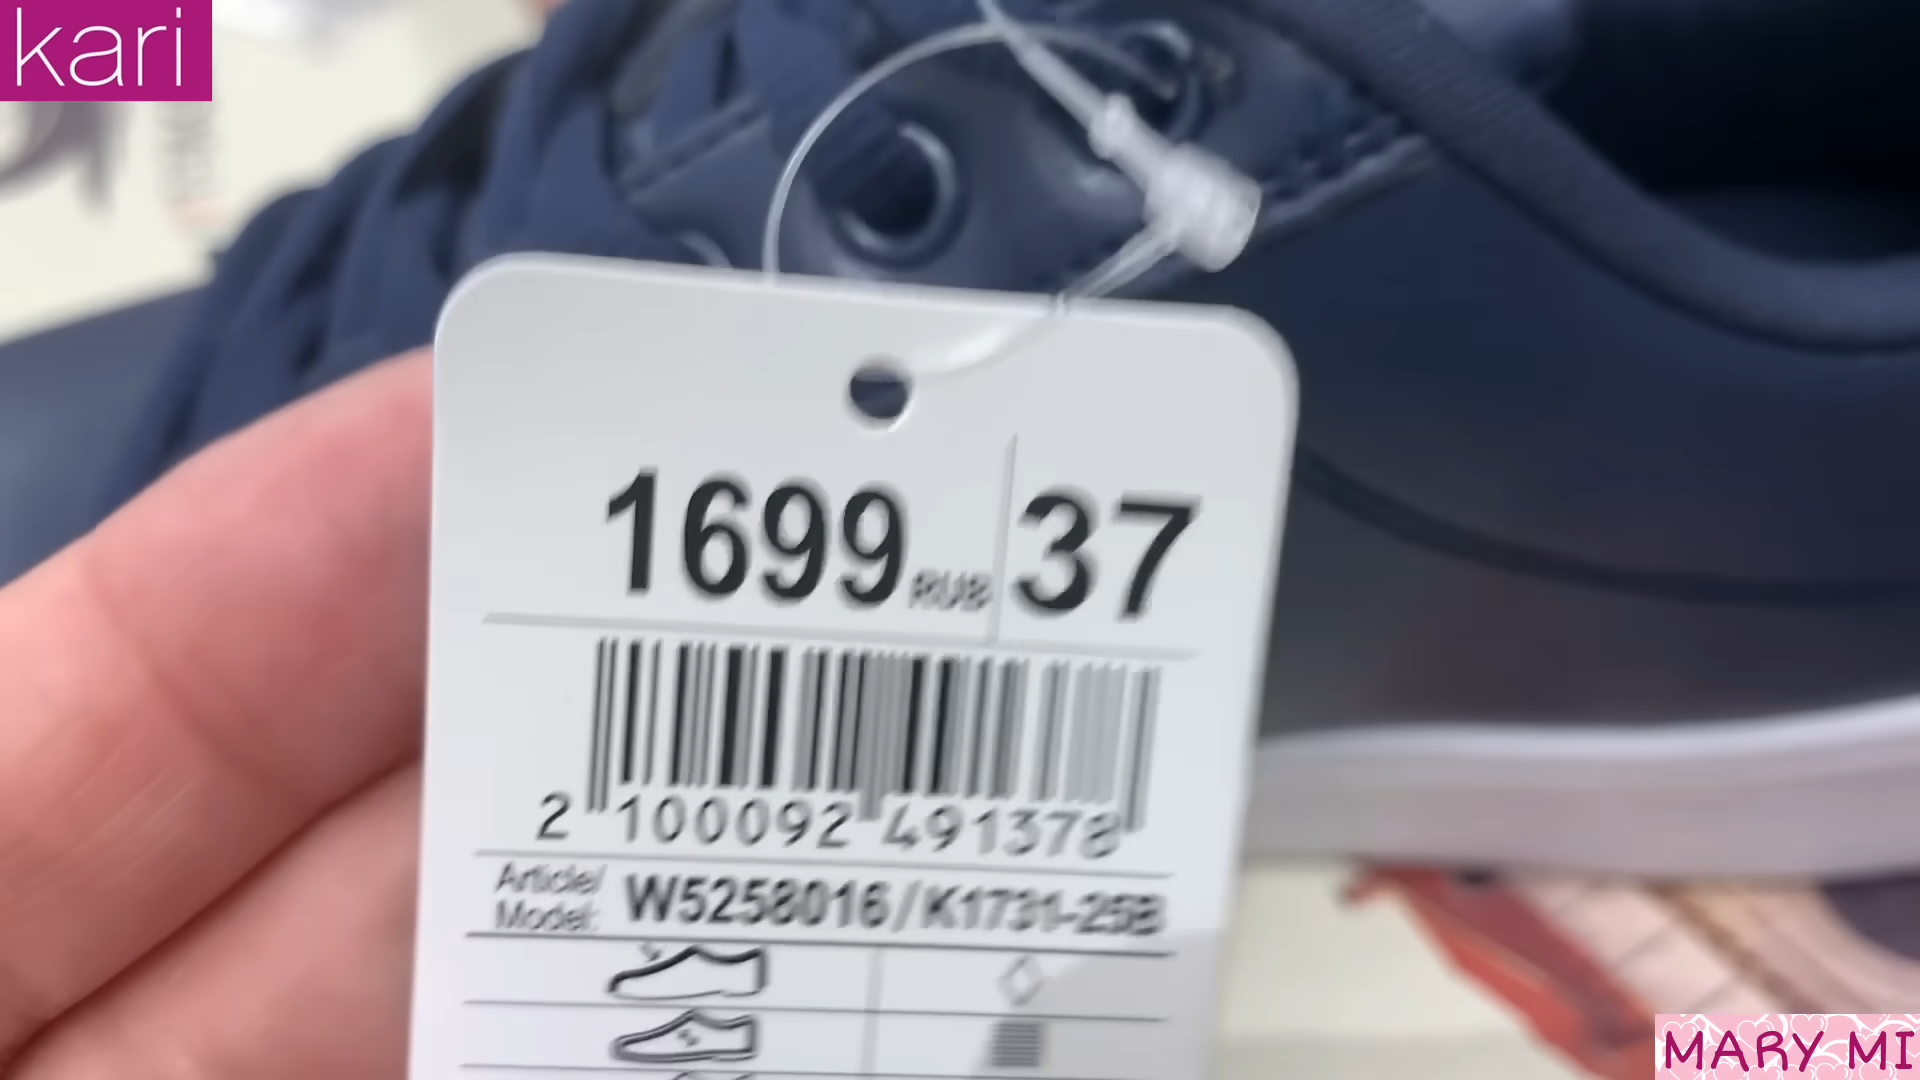 kari
1699 RUB 37
2 100092 491378
Article/
Model: W5258016/K1731-25B
MARY MI